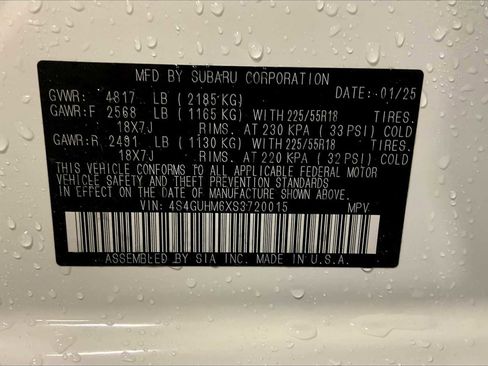 MFD BY SUBARU CORPORATION DATE: 01/25
GVWR: 4817 LB (2185 KG)
GAWR:F 2568 LB (1165 KG) WITH 225/55R18 TIRES.
18X7J RIMS. AT 230 KPA (33 PSI) COLD
GAWR:R 2491 LB (1130 KG) WITH 225/55R18 TIRES.
18X7J RIMS. AT 220 KPA (32 PSI) COLD
THIS VEHICLE CONFORMS TO ALL APPLICABLE FEDERAL MOTOR
VEHICLE SAFETY AND THEFT PREVENTION STANDARDS
IN EFFECT ON THE DATE OF MANUFACTURE SHOWN ABOVE.
VIN: 4S4GUHM6XS3720015 MPV
ASSEMBLED BY SIA INC. MADE IN U.S.A.